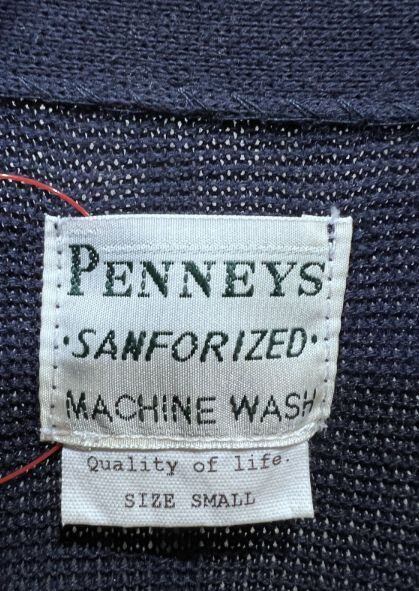 PENNEYS
·SANFORIZED·
MACHINE WASH
Quality of life.
SIZE SMALL